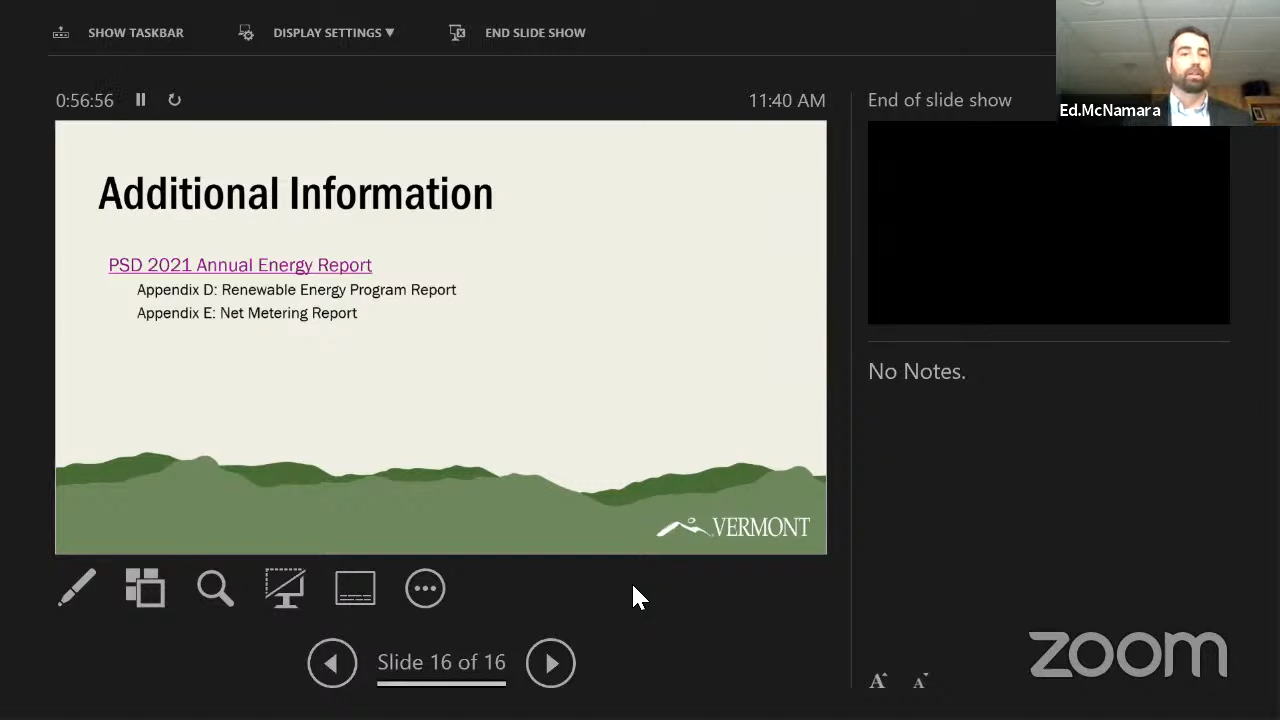 SHOW TASKBAR
DISPLAY SETTINGS ▼
END SLIDE SHOW
0:56:56
11:40 AM
End of slide show
Ed.McNamara
Additional Information
PSD 2021 Annual Energy Report
Appendix D: Renewable Energy Program Report
Appendix E: Net Metering Report
VERMONT
No Notes.
Slide 16 of 16
A A
zoom